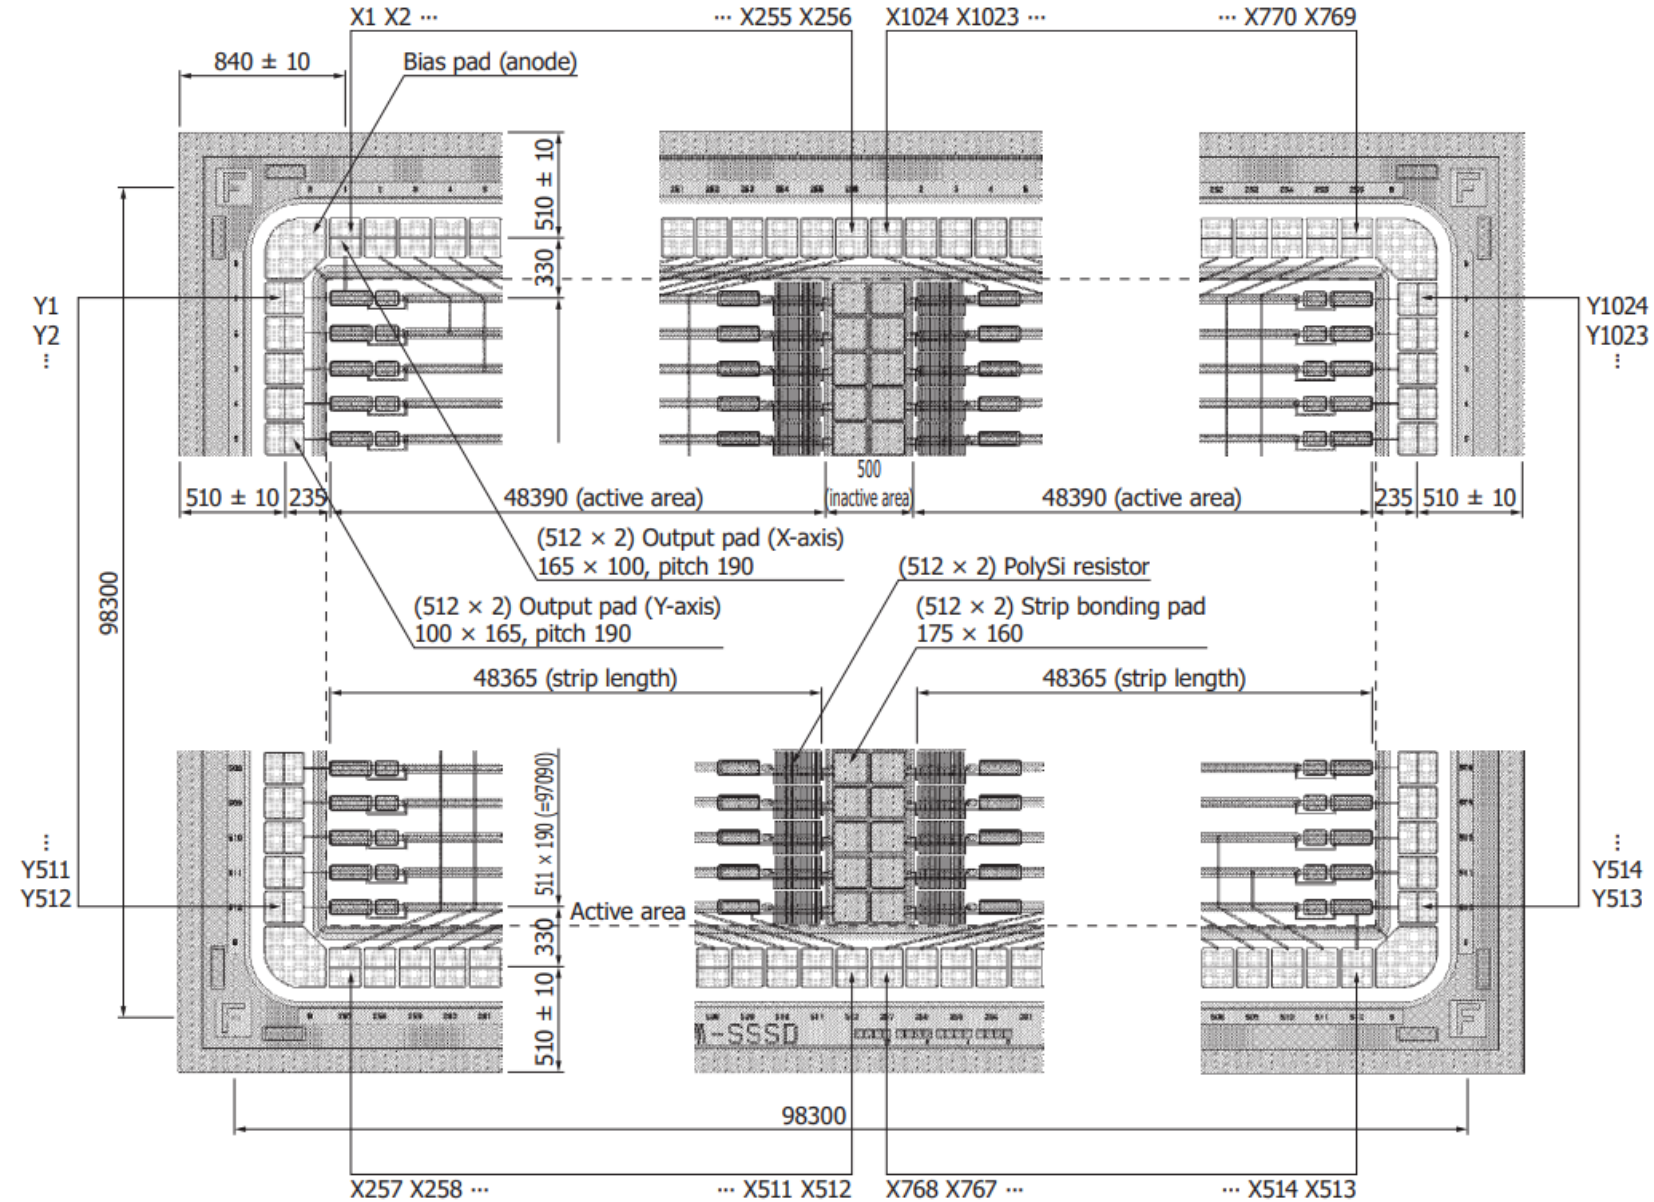 X1 X2 ··· ··· X255 X256 X1024 X1023 ··· ··· X770 X769
840 ± 10
Bias pad (anode)
510 ± 10
330
F
F
Y1
Y2
⋮
Y1024
Y1023
⋮
510 ± 10
235
48390 (active area)
500
(inactive area)
48390 (active area)
235
510 ± 10
(512 × 2) Output pad (X-axis)
165 × 100, pitch 190
(512 × 2) PolySi resistor
(512 × 2) Output pad (Y-axis)
100 × 165, pitch 190
(512 × 2) Strip bonding pad
175 × 160
98300
48365 (strip length)
48365 (strip length)
511 x 190 (=97090)
⋮
Y511
Y512
⋮
Y514
Y513
Active area
330
510 ± 10
F
F
-SSSD
98300
X257 X258 ··· ··· X511 X512 X768 X767 ··· ··· X514 X513